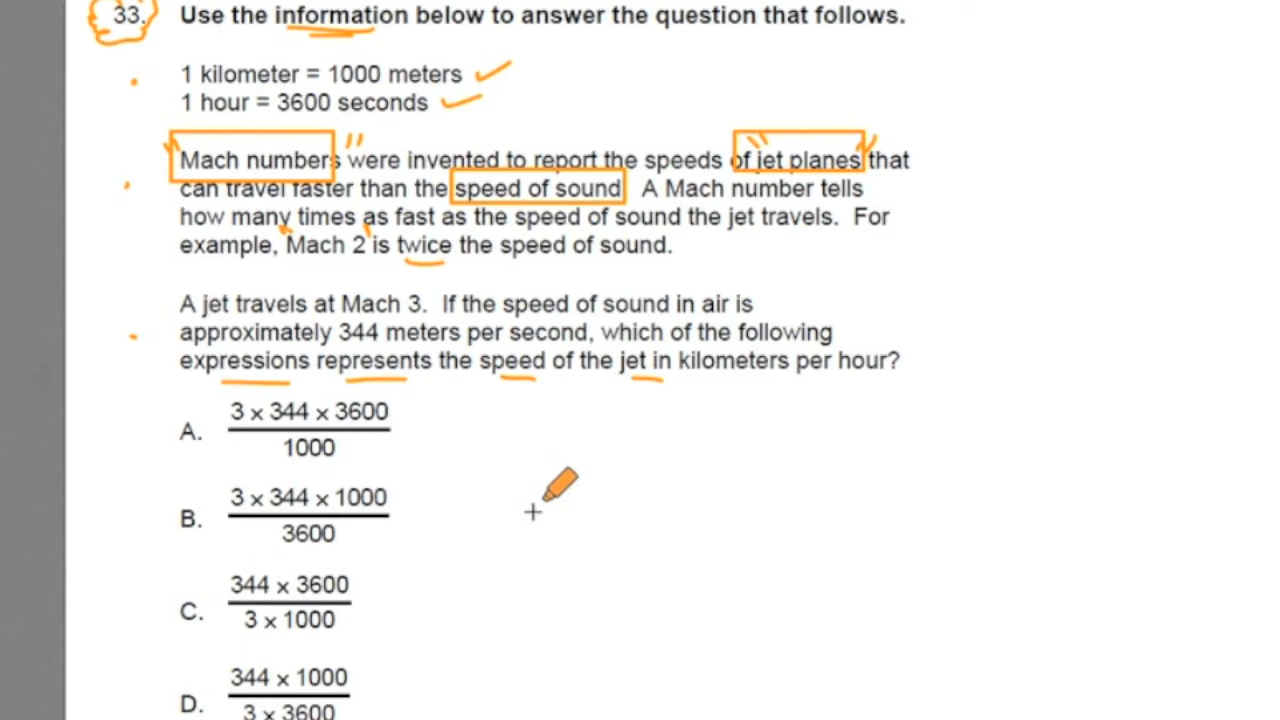 33. Use the information below to answer the question that follows.
1 kilometer = 1000 meters
1 hour = 3600 seconds
Mach numbers were invented to report the speeds of jet planes that
can travel faster than the speed of sound. A Mach number tells
how many times as fast as the speed of sound the jet travels. For
example, Mach 2 is twice the speed of sound.
A jet travels at Mach 3. If the speed of sound in air is
approximately 344 meters per second, which of the following
expressions represents the speed of the jet in kilometers per hour?
3 x 344 x 3600
A.
1000
3 x 344 x 1000
B.
3600
344 x 3600
C.
3 x 1000
344 x 1000
D.
3 x 3600